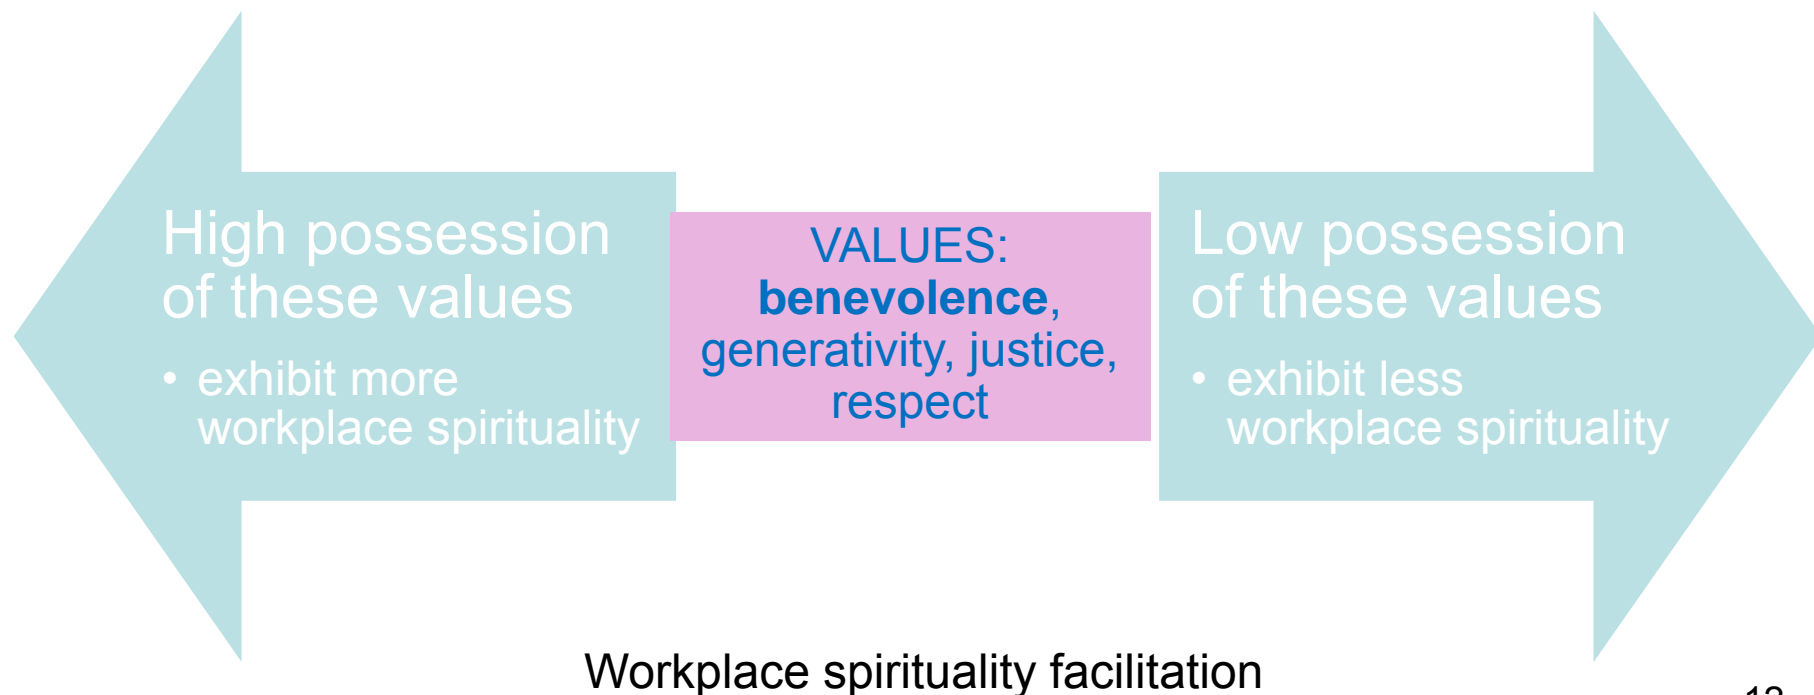 High possession
of these values
• exhibit more
workplace spirituality
VALUES:
benevolence,
generativity, justice,
respect
Low possession
of these values
• exhibit less
workplace spirituality
Workplace spirituality facilitation